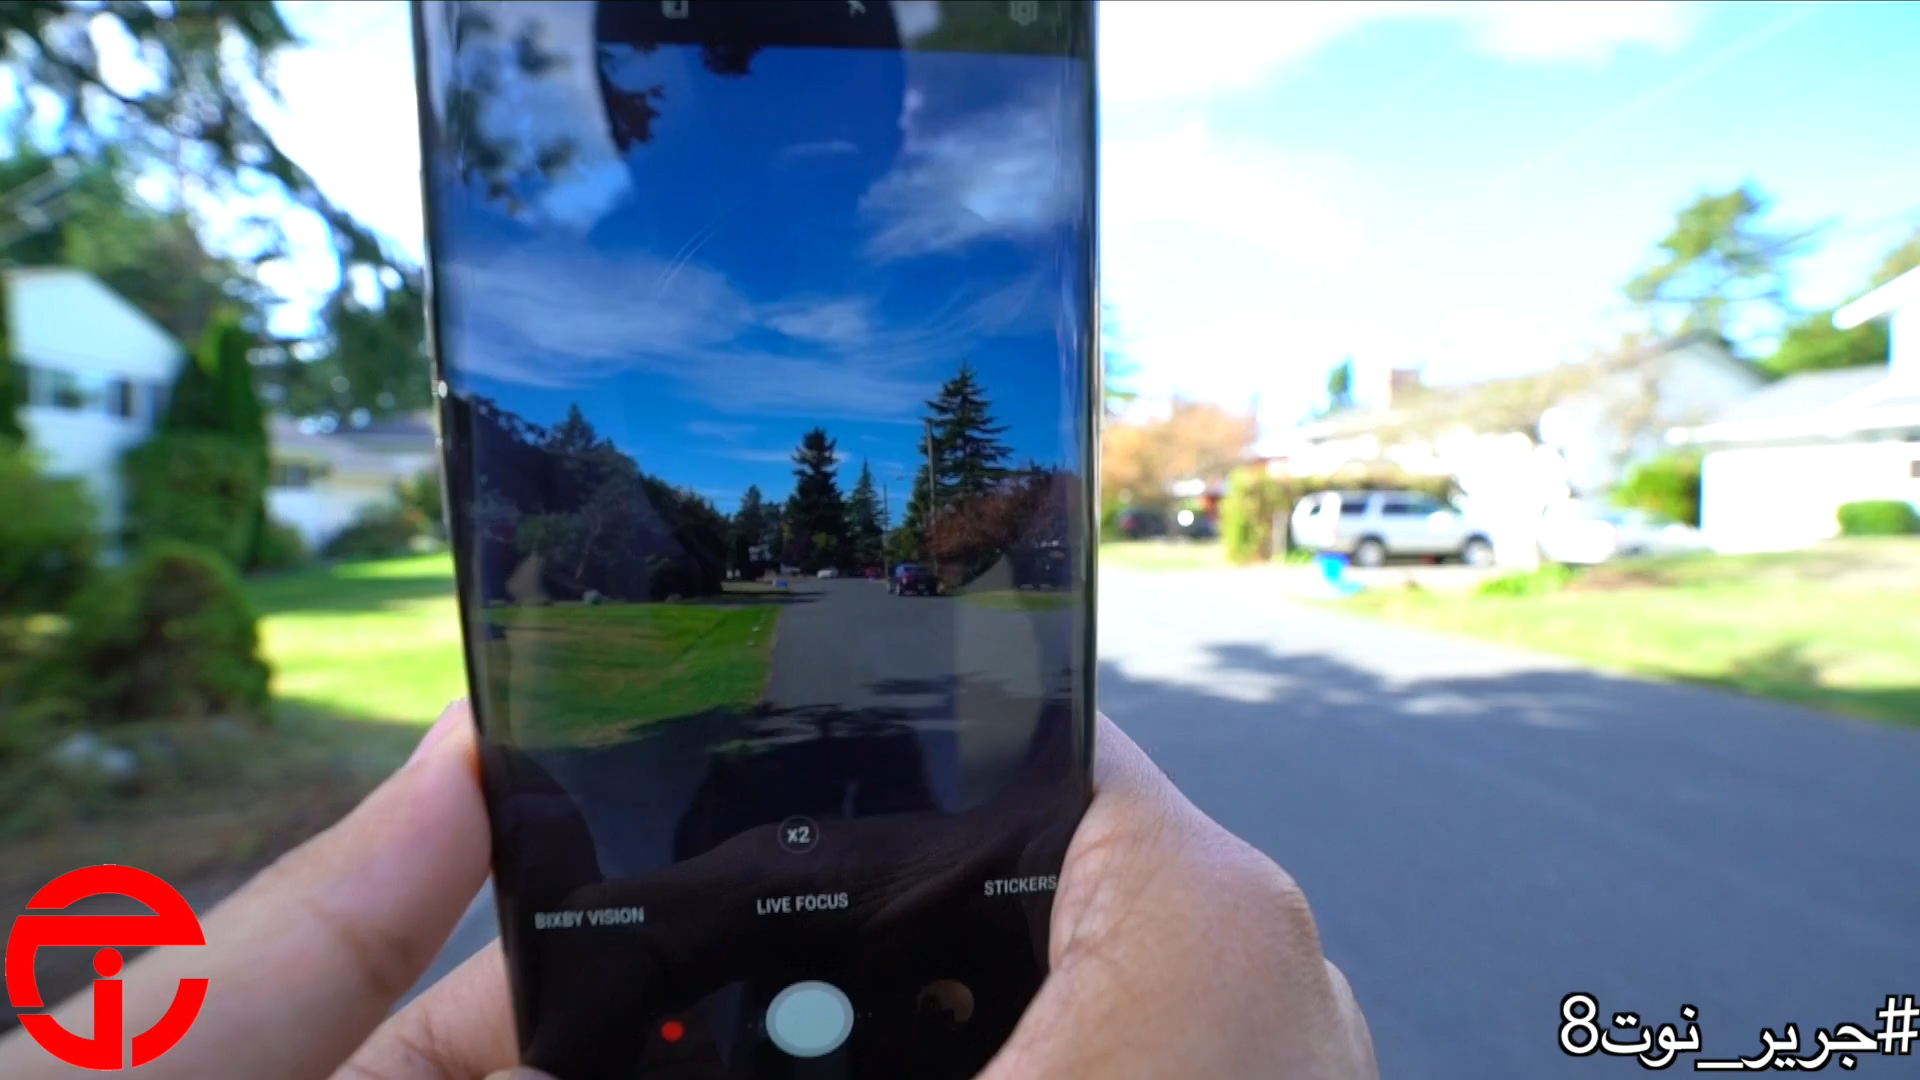 x2
BIXBY VISION LIVE FOCUS STICKERS
#جرير_نوت8